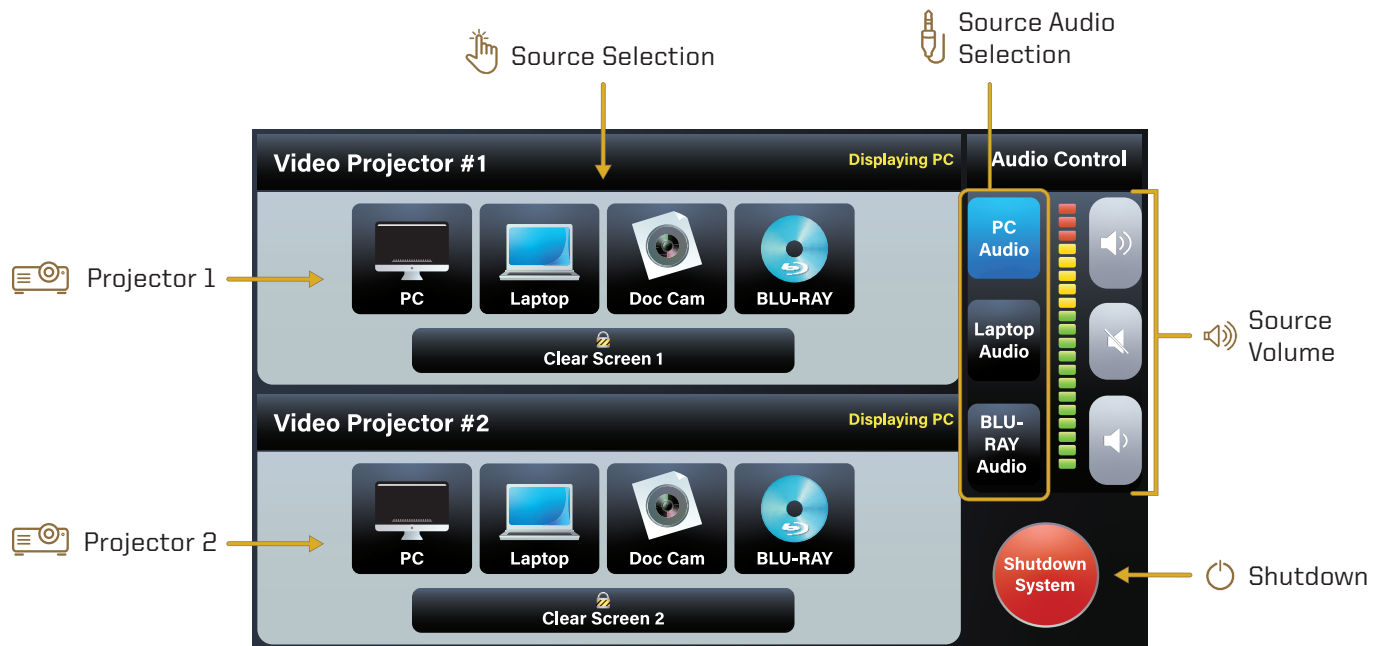 Source Selection
Source Audio
Selection
Video Projector #1
Displaying PC
Audio Control
Projector 1
PC
Laptop
Doc Cam
BLU-RAY
Clear Screen 1
PC
Audio
Laptop
Audio
BLU-
RAY
Audio
Source
Volume
Video Projector #2
Displaying PC
Projector 2
PC
Laptop
Doc Cam
BLU-RAY
Clear Screen 2
Shutdown
System
Shutdown